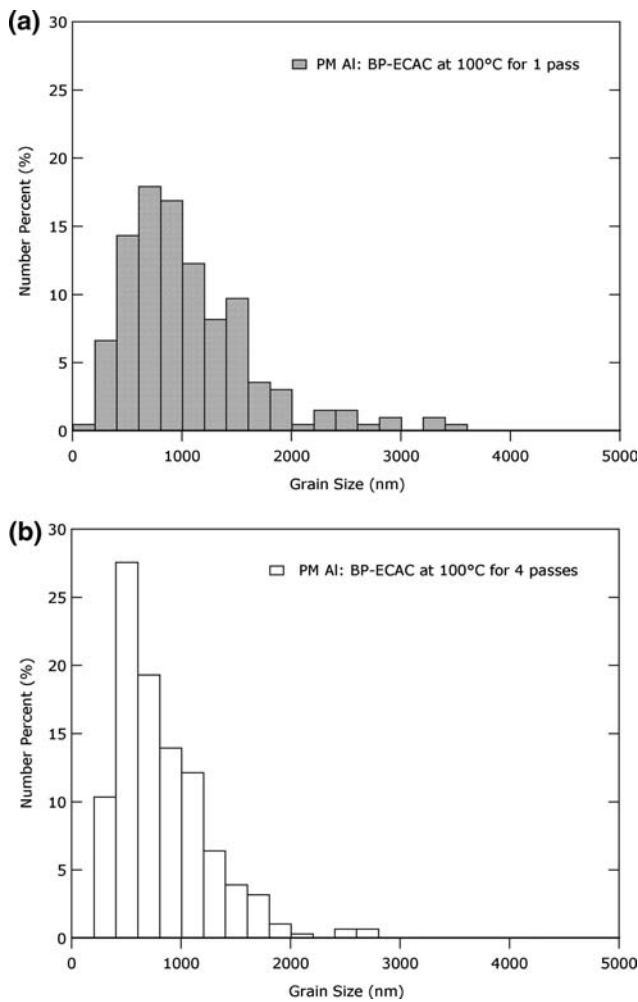 (a)
30
PM Al: BP-ECAC at 100°C for 1 pass
25
20
15
10
5
0
Number Percent (%)
0 1000 2000 3000 4000 5000
Grain Size (nm)
(b)
30
PM Al: BP-ECAC at 100°C for 4 passes
25
20
15
10
5
0
Number Percent (%)
0 1000 2000 3000 4000 5000
Grain Size (nm)